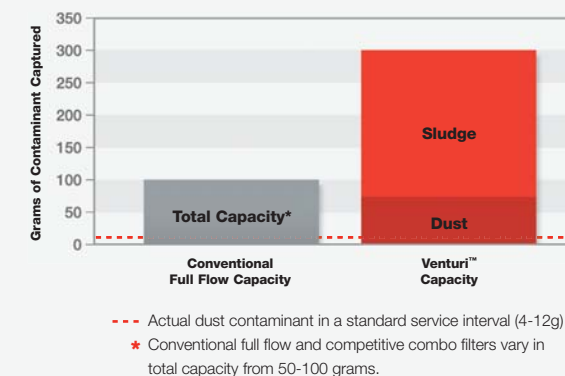 Grams of Contaminant Captured
350
300
250
200
150
100
50
0
Total Capacity*
Sludge
Dust
Conventional
Full Flow Capacity
Venturi™
Capacity
Actual dust contaminant in a standard service interval (4-12g)
* Conventional full flow and competitive combo filters vary in
total capacity from 50-100 grams.